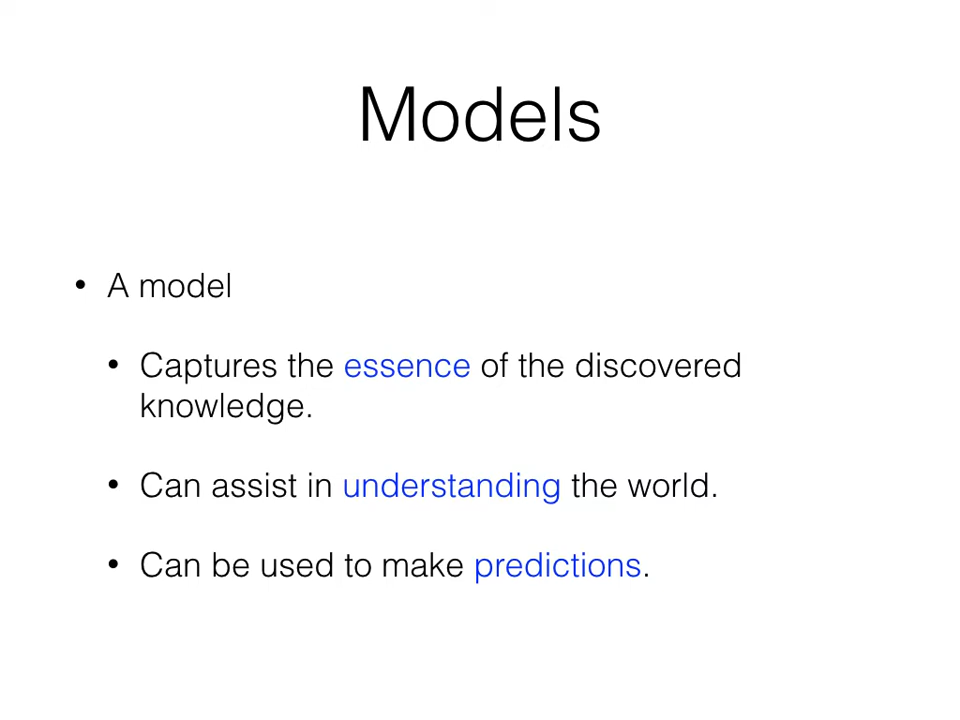 Models
• A model
• Captures the essence of the discovered
knowledge.
• Can assist in understanding the world.
• Can be used to make predictions.